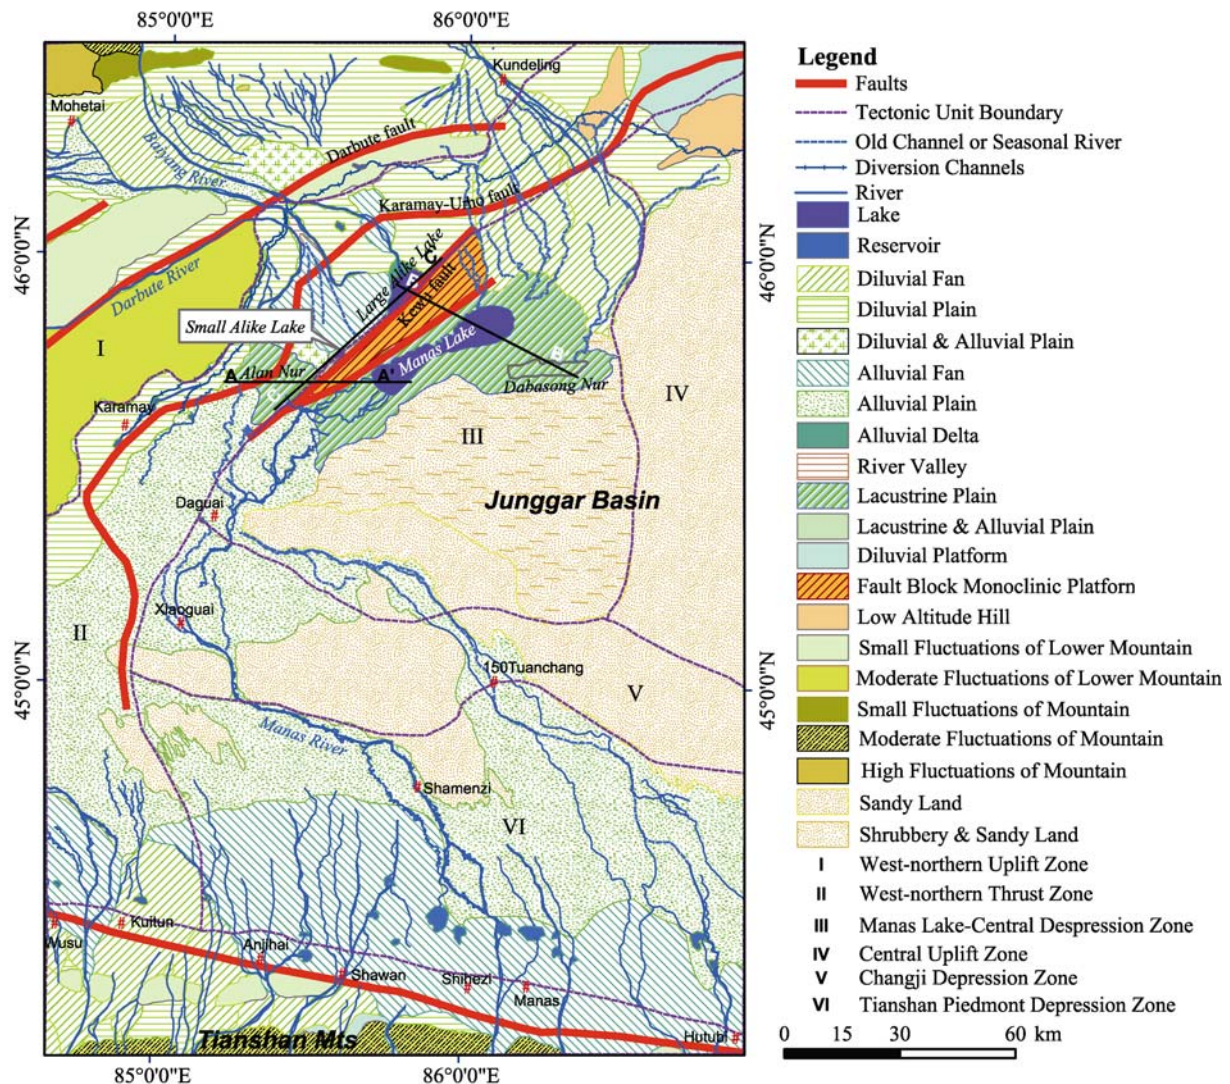 85°0'0"E
86°0'0"E
Kundeling
Mohetai
Baiyang River
Darbute fault
Karamay-Urho fault
46°0'0"N
46°0'0"N
Darbute River
Large Alike Lake
C'
Kewu fault
I
Small Alike Lake
Manas Lake
B'
A
Alan Nur
A'
Dabasong Nur
IV
Karamay
III
Junggar Basin
Daguai
Xiaoguai
II
150Tuanchang
45°0'0"N
45°0'0"N
V
Manas River
Shamenzi
VI
Wusu
Kuitun
Anjihai
Shawan
Shihezi
Manas
Hutubi
Tianshan Mts
85°0'0"E
86°0'0"E
Legend
Faults
Tectonic Unit Boundary
Old Channel or Seasonal River
Diversion Channels
River
Lake
Reservoir
Diluvial Fan
Diluvial Plain
Diluvial & Alluvial Plain
Alluvial Fan
Alluvial Plain
Alluvial Delta
River Valley
Lacustrine Plain
Lacustrine & Alluvial Plain
Diluvial Platform
Fault Block Monoclinic Platforn
Low Altitude Hill
Small Fluctuations of Lower Mountain
Moderate Fluctuations of Lower Mountain
Small Fluctuations of Mountain
Moderate Fluctuations of Mountain
High Fluctuations of Mountain
Sandy Land
Shrubbery & Sandy Land
I West-northern Uplift Zone
II West-northern Thrust Zone
III Manas Lake-Central Despression Zone
IV Central Uplift Zone
V Changji Depression Zone
VI Tianshan Piedmont Depression Zone
0 15 30 60 km